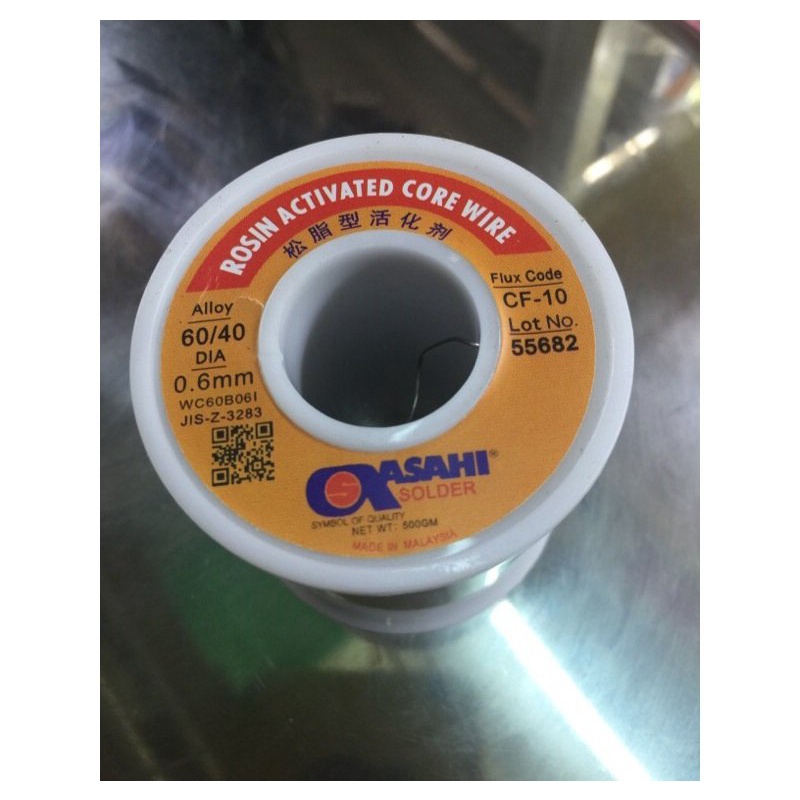 ROSIN ACTIVATED CORE WIRE
松脂型活化剂
Alloy
60/40
DIA
0.6mm
WC60B06I
JIS-Z-3283
Flux Code
CF-10
Lot No.
55682
ASAHI®
SOLDER
SYMBOL OF QUALITY
NET WT: 500GM
MADE IN MALAYSIA